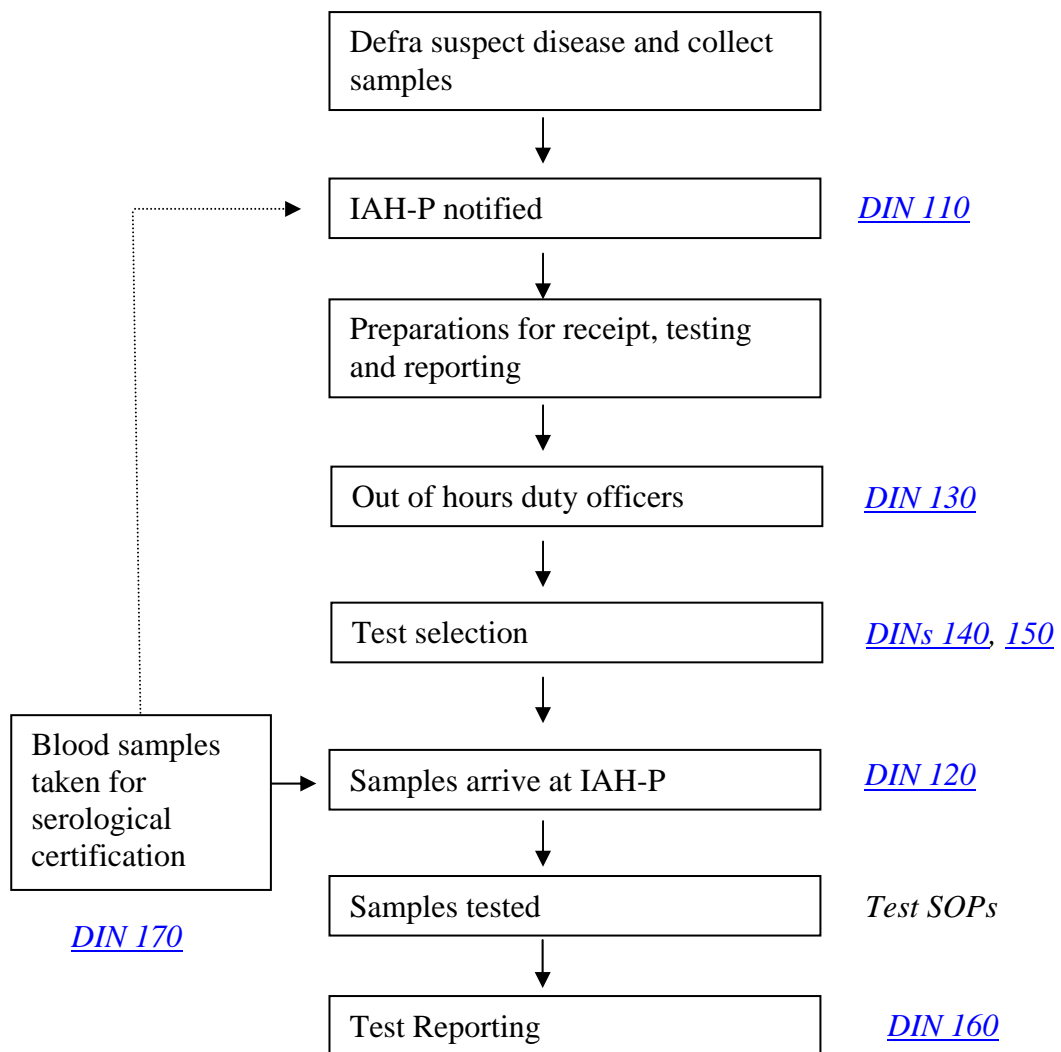 Defra suspect disease and collect
samples
IAH-P notified
DIN 110
Preparations for receipt, testing
and reporting
Out of hours duty officers
DIN 130
Test selection
DINs 140, 150
Blood samples
taken for
serological
certification
DIN 170
Samples arrive at IAH-P
DIN 120
Samples tested
Test SOPs
Test Reporting
DIN 160